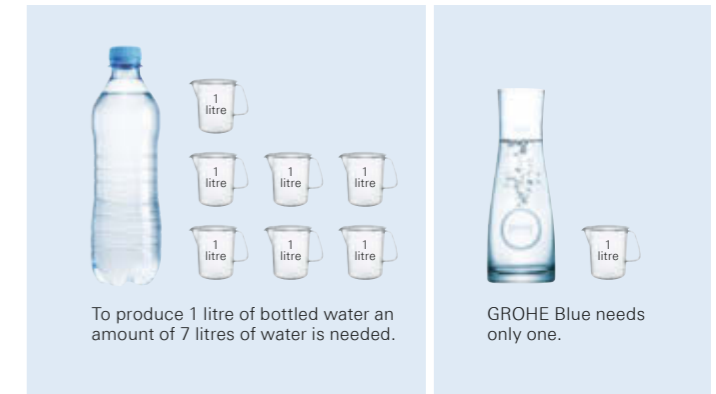 1
litre
1
litre
1
litre
1
litre
1
litre
1
litre
1
litre
To produce 1 litre of bottled water an
amount of 7 litres of water is needed.
1
litre
GROHE Blue needs
only one.